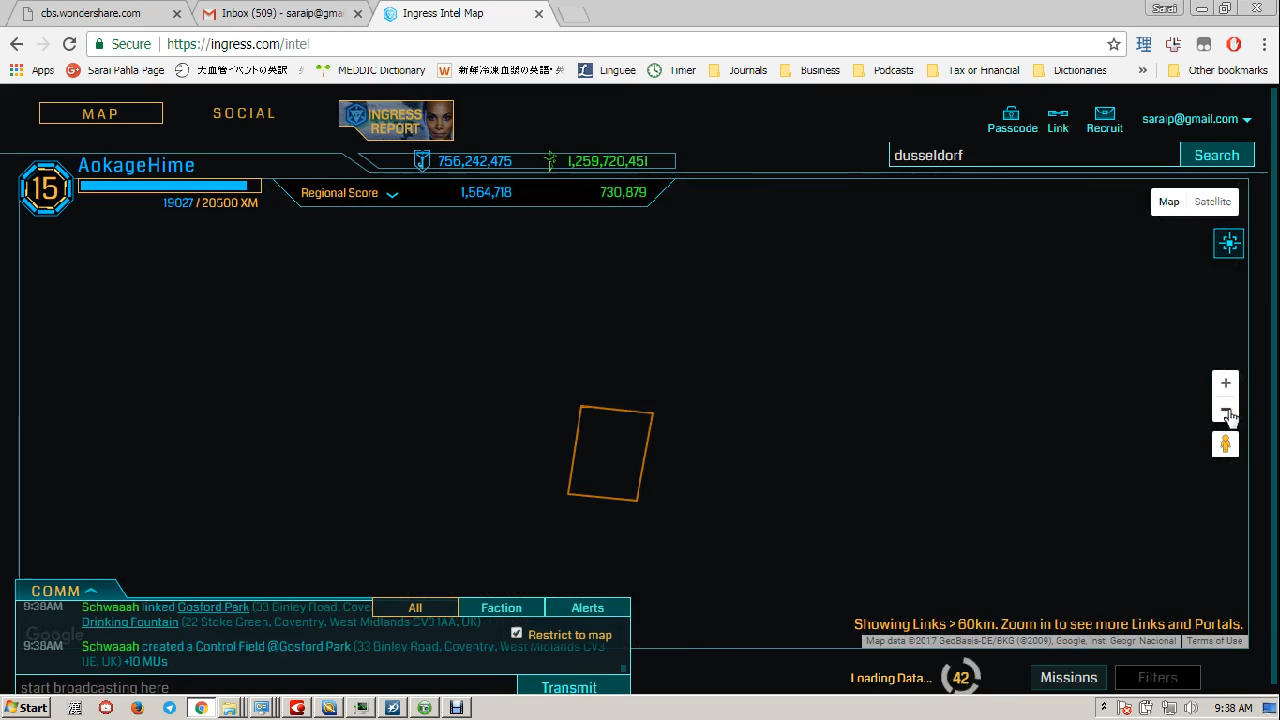 cbs.wondershare.com
Inbox (509) - saraip@gmai
Ingress Intel Map
Sarai
Secure
https://ingress.com/intel
Apps
Sarai Pahla Page
MEDDIC Dictionary
Linguee
Timer
Journals
Business
Podcasts
Tax or Financial
Dictionaries
»
Other bookmarks
MAP
SOCIAL
INGRESS
REPORT
Passcode
Link
Recruit
saraip@gmail.com
15
AokageHime
19027 / 20500 XM
756,242,475
1,259,720,451
Regional Score
1,564,718
730,879
dusseldorf
Search
Map
Satellite
+
COMM
All
Faction
Alerts
9:38AM
Schwaaah linked Gosford Park (33 Binley Road, Cove
Drinking Fountain (22 Stoke Green, Coventry, West Midlands CV3 1AA, UK)
Restrict to map
Google
9:38AM
Schwaaah created a Control Field @Gosford Park (33 Binley Road, Coventry, West Midlands CV3
1JE, UK) +10 MUs
start broadcasting here
Transmit
Showing Links > 60km. Zoom in to see more Links and Portals.
Map data ©2017 GeoBasis-DE/BKG (©2009), Google, Inst. Geogr. Nacional
Terms of Use
Loading Data...
42
Missions
Filters
Start
9:38 AM